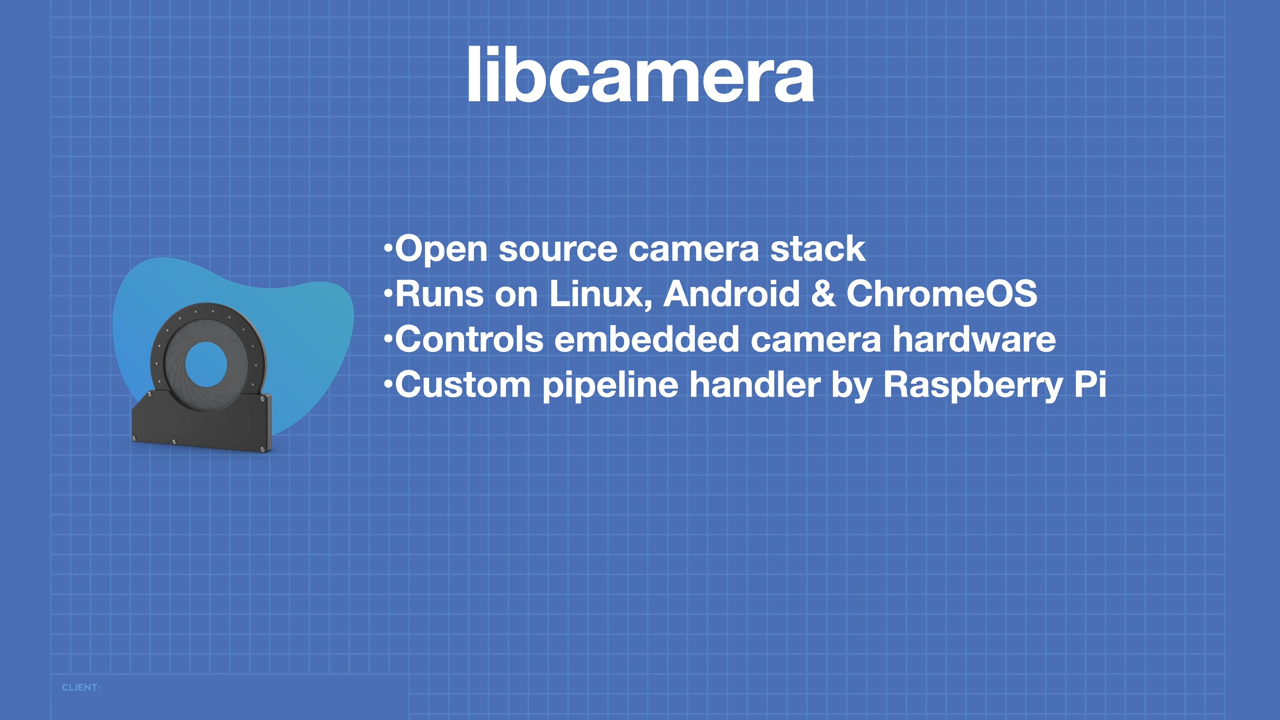 libcamera
•Open source camera stack
•Runs on Linux, Android & ChromeOS
•Controls embedded camera hardware
•Custom pipeline handler by Raspberry Pi
CLIENT: